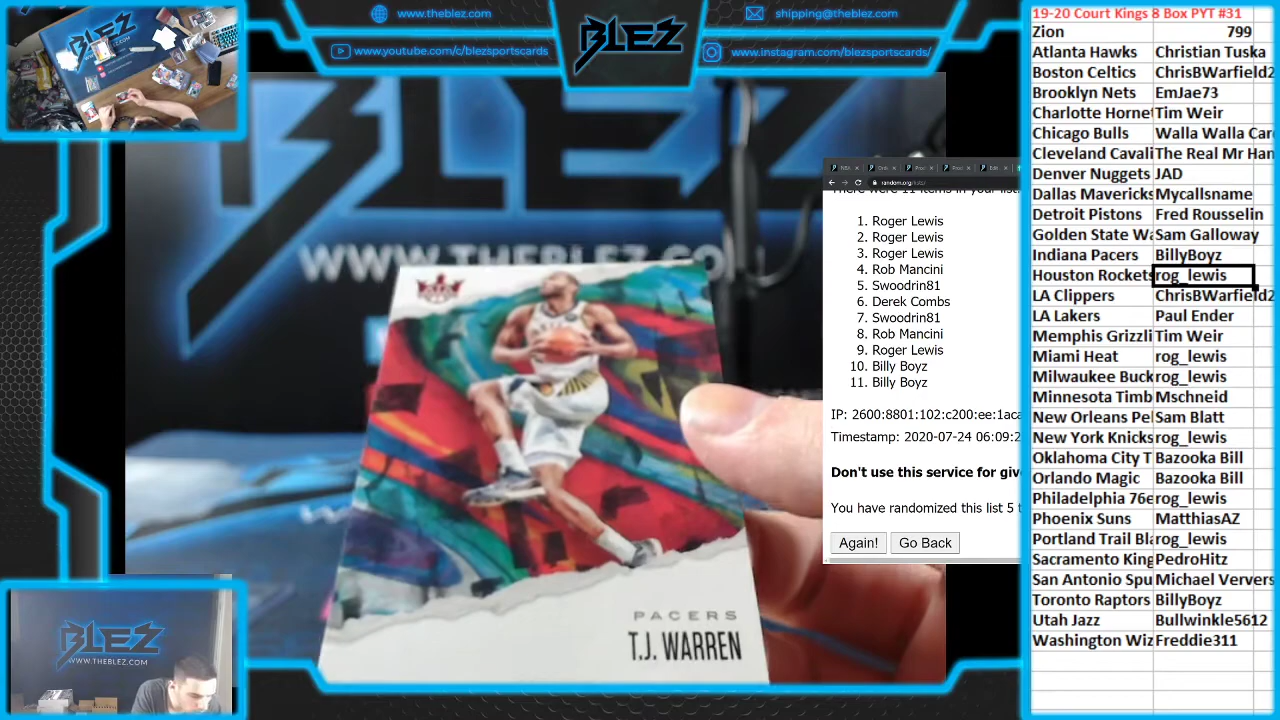 www.theblez.com
shipping@theblez.com
www.youtube.com/c/blezsportscards
www.instagram.com/blezsportscards/
BLEZ
BLEZ
WWW.THEBLEZ.COM
PACERS
T.J. WARREN
BLEZ
WWW.THEBLEZ.COM
random.org
1. Roger Lewis
2. Roger Lewis
3. Roger Lewis
4. Rob Mancini
5. Swoodrin81
6. Derek Combs
7. Swoodrin81
8. Rob Mancini
9. Roger Lewis
10. Billy Boyz
11. Billy Boyz
IP: 2600:8801:102:c200:ee:1aca
Timestamp: 2020-07-24 06:09:2
Don't use this service for giv
You have randomized this list 5 t
Again! Go Back
19-20 Court Kings 8 Box PYT #31
Zion 799
Atlanta Hawks Christian Tuska
Boston Celtics ChrisBWarfield2
Brooklyn Nets EmJae73
Charlotte Hornet Tim Weir
Chicago Bulls Walla Walla Car
Cleveland Cavali The Real Mr Han
Denver Nuggets JAD
Dallas Mavericks Mycallsname
Detroit Pistons Fred Rousselin
Golden State Wa Sam Galloway
Indiana Pacers BillyBoyz
Houston Rockets rog_lewis
LA Clippers ChrisBWarfield2
LA Lakers Paul Ender
Memphis Grizzli Tim Weir
Miami Heat rog_lewis
Milwaukee Buck rog_lewis
Minnesota Timb Mschneid
New Orleans Pel Sam Blatt
New York Knicks rog_lewis
Oklahoma City T Bazooka Bill
Orlando Magic Bazooka Bill
Philadelphia 76e rog_lewis
Phoenix Suns MatthiasAZ
Portland Trail Bla rog_lewis
Sacramento King PedroHitz
San Antonio Spu Michael Ververs
Toronto Raptors BillyBoyz
Utah Jazz Bullwinkle5612
Washington Wiz Freddie311